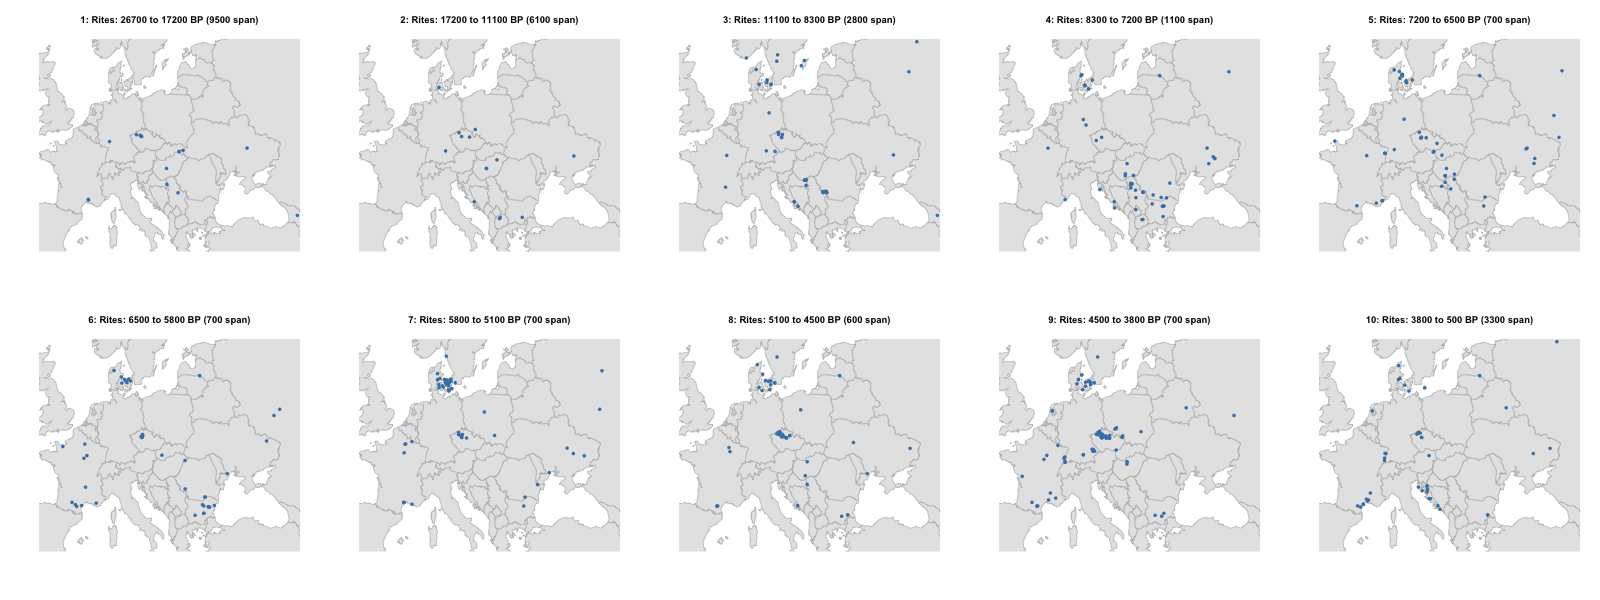 1: Rites: 26700 to 17200 BP (9500 span)
2: Rites: 17200 to 11100 BP (6100 span)
3: Rites: 11100 to 8300 BP (2800 span)
4: Rites: 8300 to 7200 BP (1100 span)
5: Rites: 7200 to 6500 BP (700 span)
6: Rites: 6500 to 5800 BP (700 span)
7: Rites: 5800 to 5100 BP (700 span)
8: Rites: 5100 to 4500 BP (600 span)
9: Rites: 4500 to 3800 BP (700 span)
10: Rites: 3800 to 500 BP (3300 span)